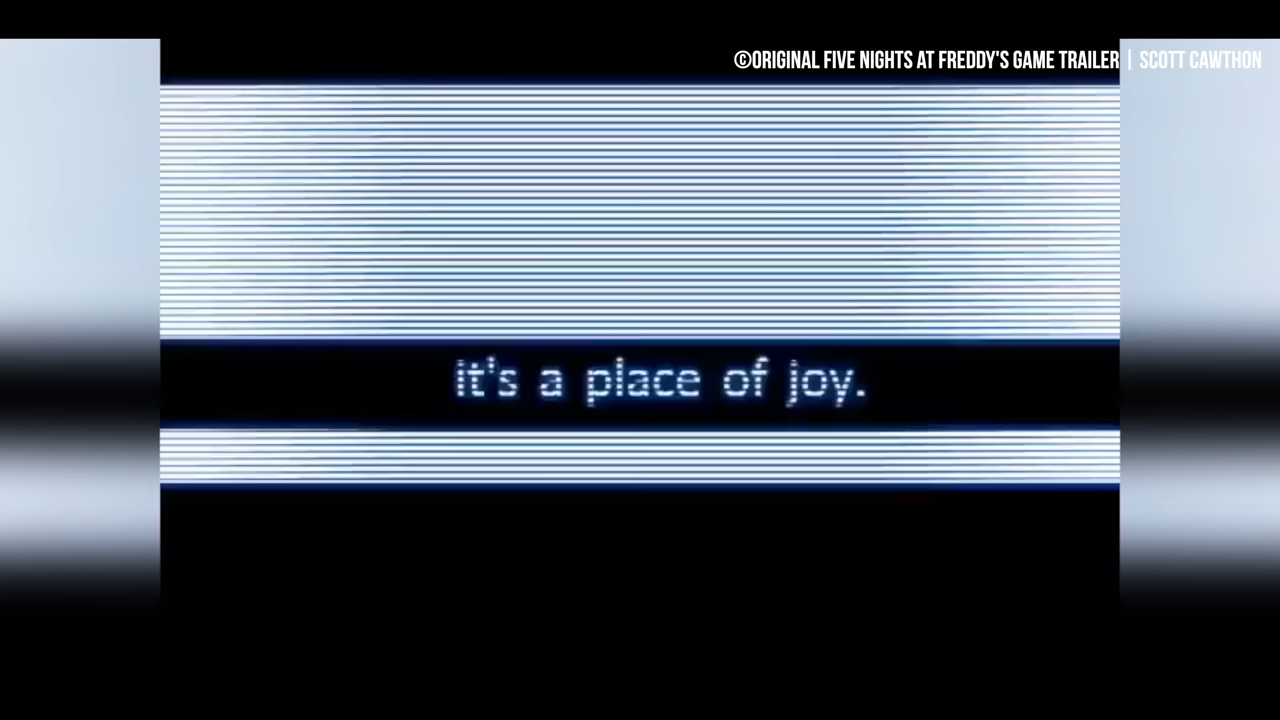 ©ORIGINAL FIVE NIGHTS AT FREDDY'S GAME TRAILER | SCOTT CAWTHON
it's a place of joy.